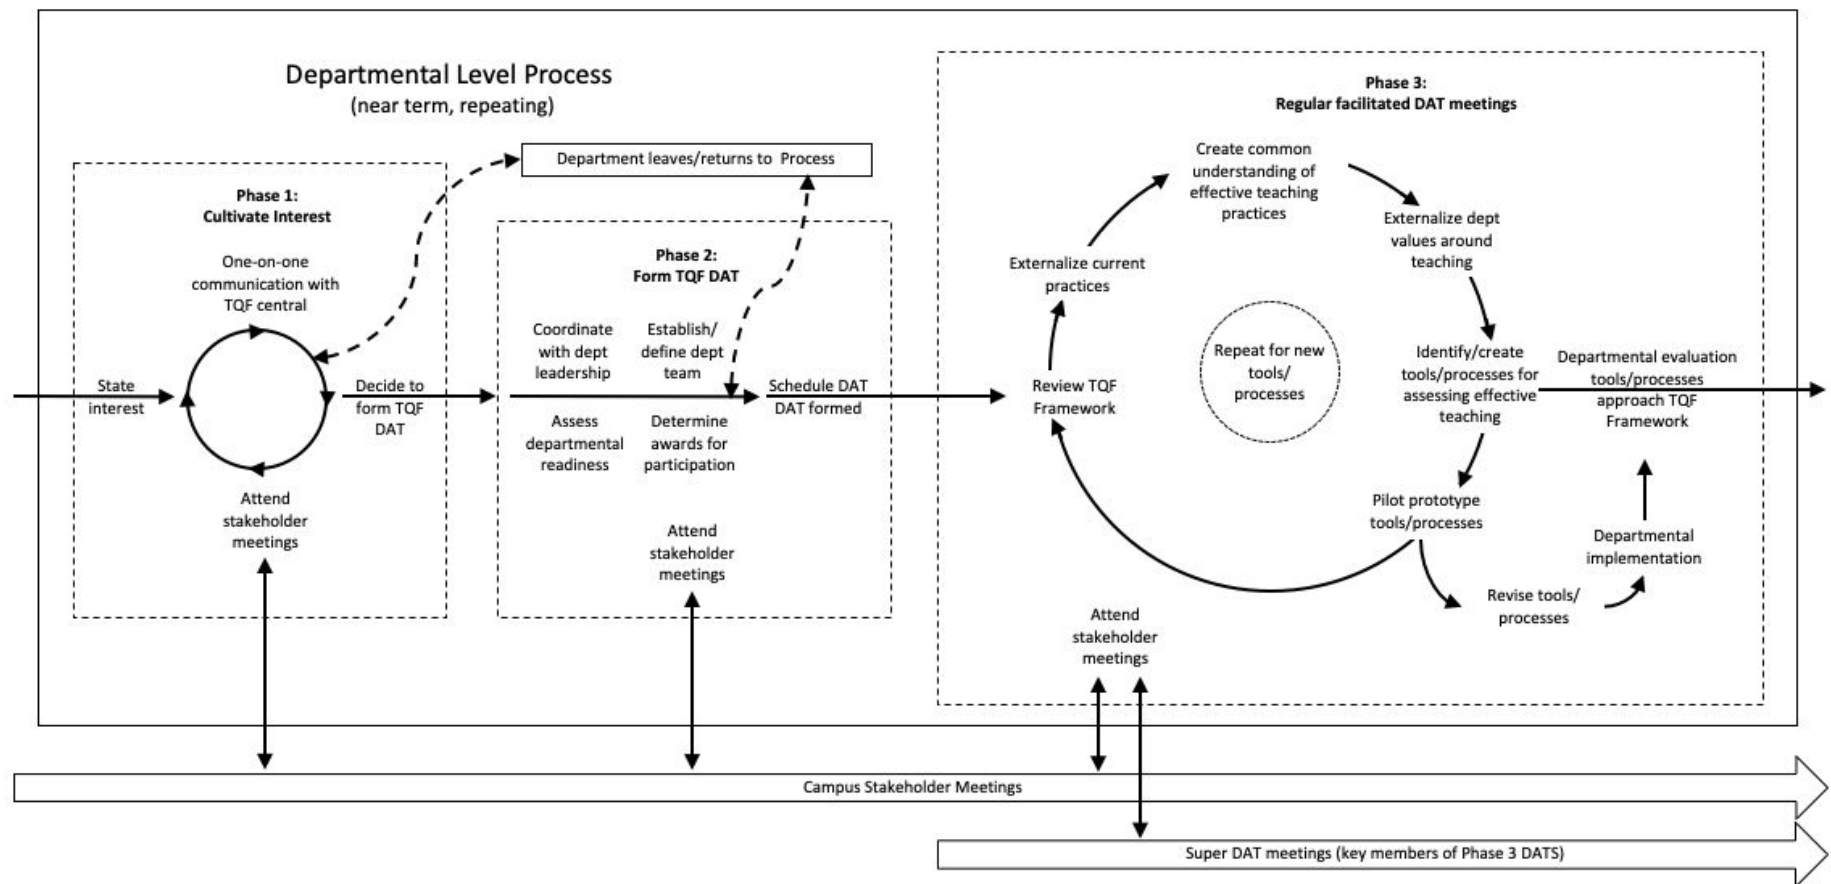 Departmental Level Process
(near term, repeating)
Department leaves/returns to  Process
Phase 1:
Cultivate Interest
One-on-one
communication with
TQF central
State
interest
Decide to
form TQF
DAT
Attend
stakeholder
meetings
Phase 2:
Form TQF DAT
Coordinate
with dept
leadership
Establish/
define dept
team
Assess
departmental
readiness
Determine
awards for
participation
Schedule DAT
DAT formed
Attend
stakeholder
meetings
Phase 3:
Regular facilitated DAT meetings
Create common
understanding of
effective teaching
practices
Externalize dept
values around
teaching
Externalize current
practices
Repeat for new
tools/
processes
Review TQF
Framework
Identify/create
tools/processes for
assessing effective
teaching
Departmental evaluation
tools/processes
approach TQF
Framework
Pilot prototype
tools/processes
Departmental
implementation
Revise tools/
processes
Attend
stakeholder
meetings
Campus Stakeholder Meetings
Super DAT meetings (key members of Phase 3 DATS)